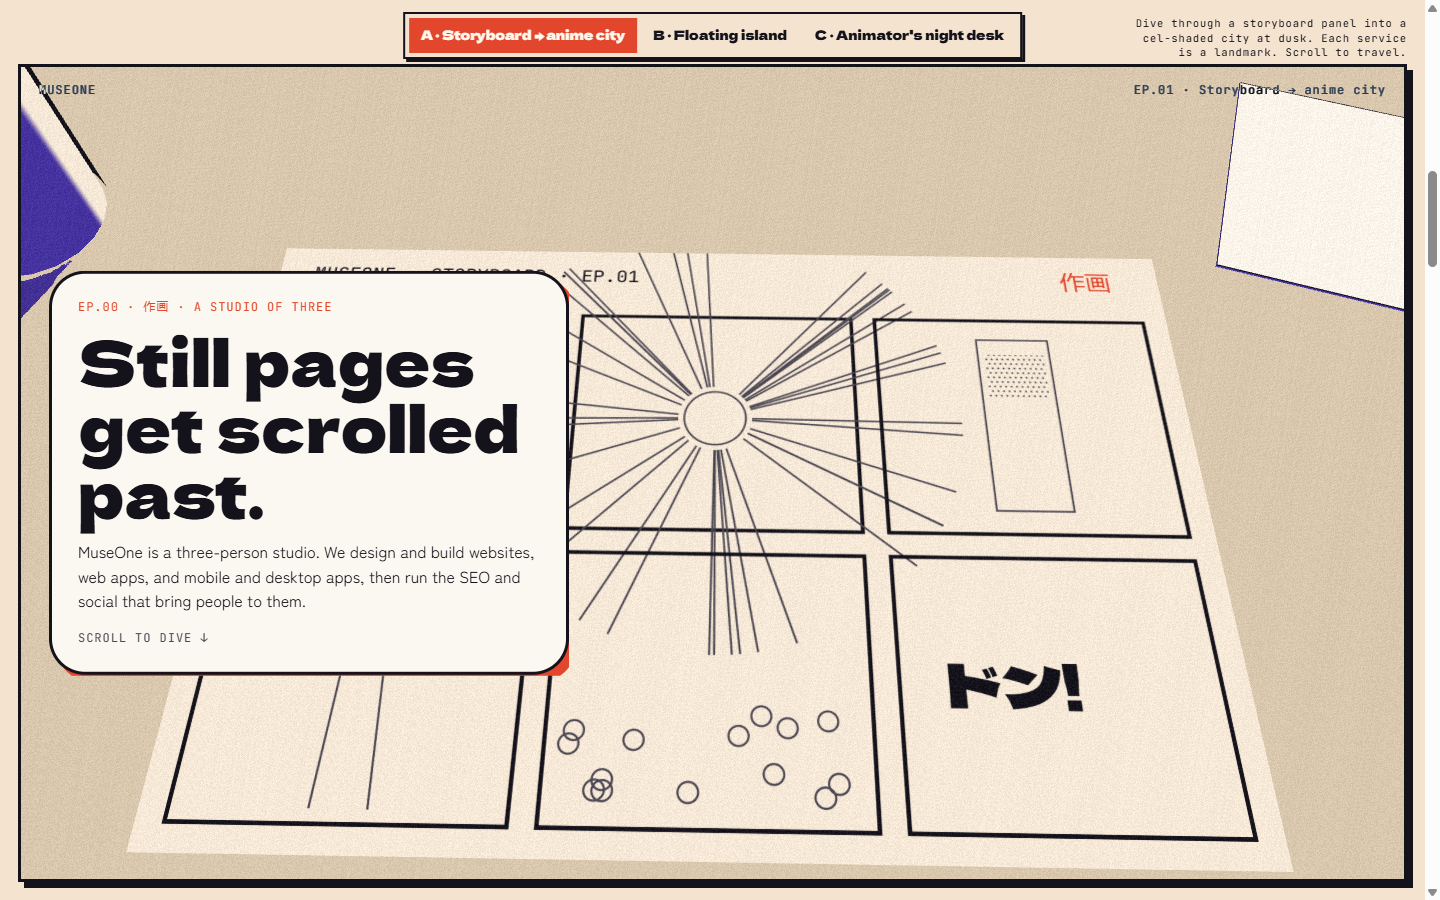 A · Storyboard → anime city
B · Floating island
C · Animator's night desk
Dive through a storyboard panel into a
cel-shaded city at dusk. Each service
is a landmark. Scroll to travel.
MUSEONE
EP.01 · Storyboard → anime city
MUSEONE STORYBOARD · EP.01
作画
EP.00 · 作画 · A STUDIO OF THREE
Still pages
get scrolled
past.
MuseOne is a three-person studio. We design and build websites,
web apps, and mobile and desktop apps, then run the SEO and
social that bring people to them.
SCROLL TO DIVE ↓
ドン!